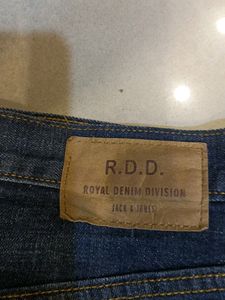 R.D.D.
ROYAL DENIM DIVISION
JACK & JONES